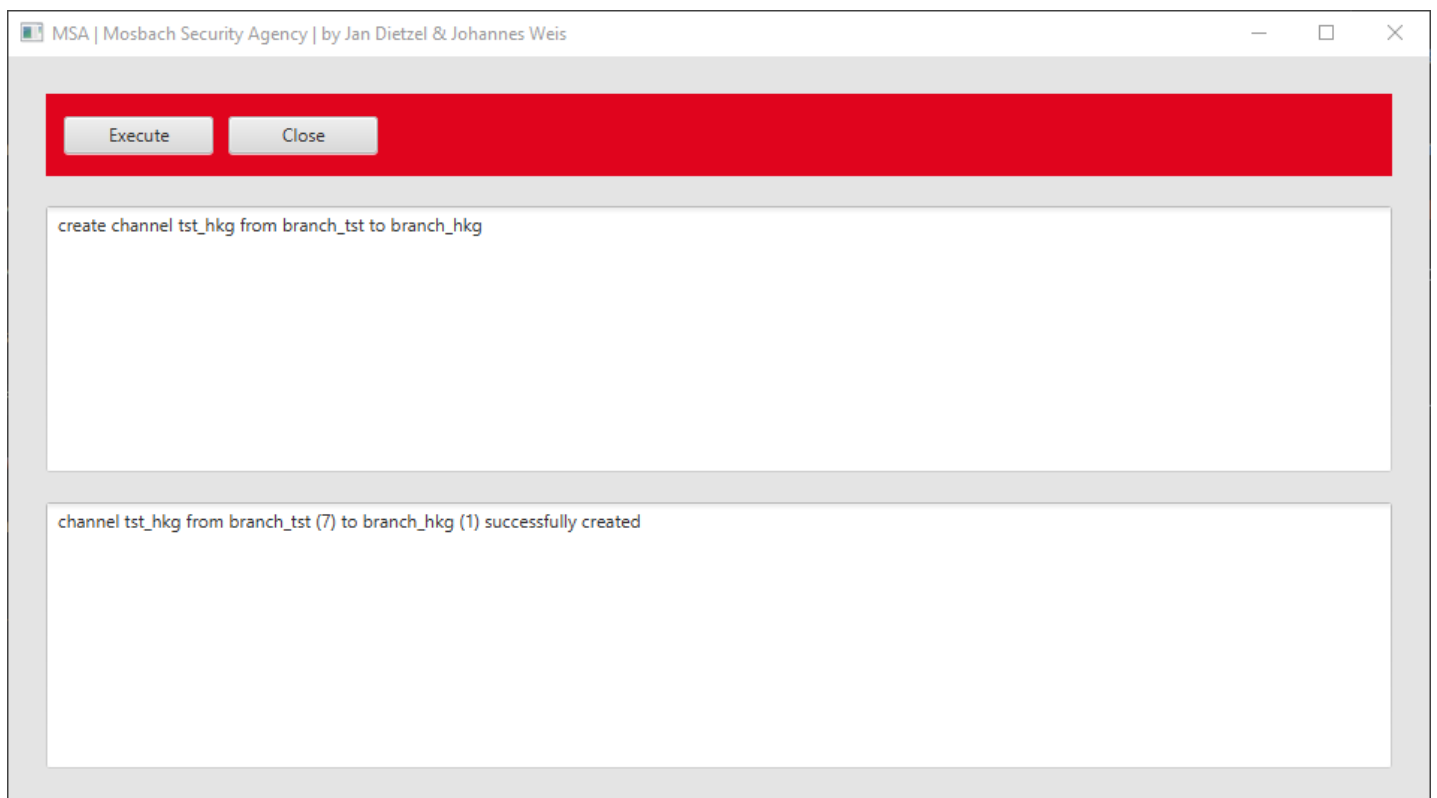 MSA | Mosbach Security Agency | by Jan Dietzel & Johannes Weis
Execute
Close
create channel tst_hkg from branch_tst to branch_hkg
channel tst_hkg from branch_tst (7) to branch_hkg (1) successfully created